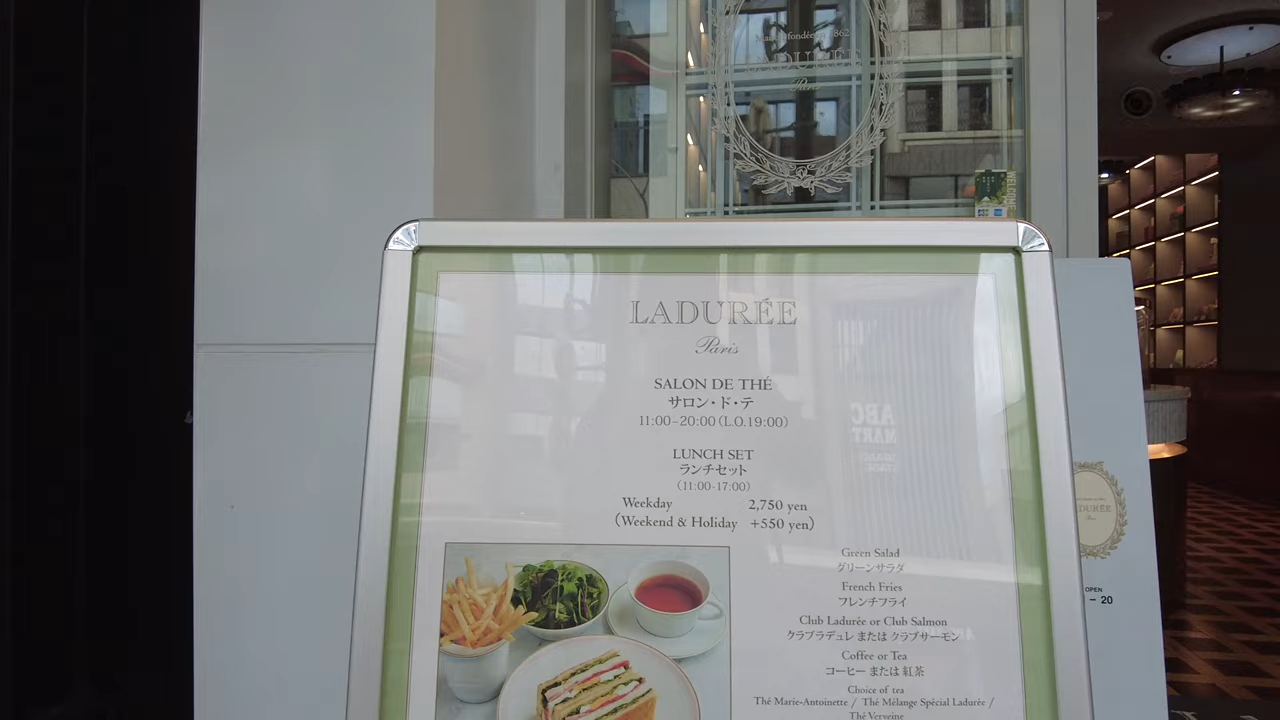 LADURÉE
Paris
WELCOME
LADURÉE
Paris
SALON DE THÉ
サロン・ド・テ
11:00-20:00(L.O.19:00)
LUNCH SET
ランチセット
(11:00-17:00)
Weekday 2,750 yen
(Weekend & Holiday +550 yen)
Green Salad
グリーンサラダ
French Fries
フレンチフライ
Club Ladurée or Club Salmon
クラブラデュレ または クラブサーモン
Coffee or Tea
コーヒー または 紅茶
Choice of tea
Thé Marie-Antoinette / Thé Mélange Spécial Ladurée /
Thé Verveine
ABC
MART
DURÉE
OPEN
- 20